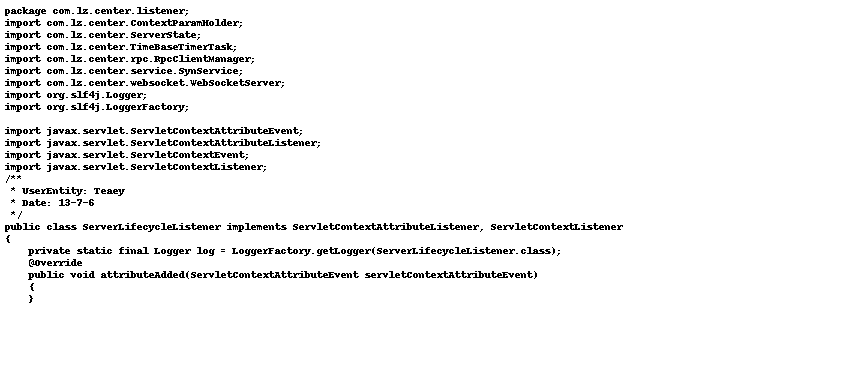 package com.lz.center.listener;
import com.lz.center.ContextParamHolder;
import com.lz.center.ServerState;
import com.lz.center.TimeBaseTimerTask;
import com.lz.center.rpc.RpcClientManager;
import com.lz.center.service.SynService;
import com.lz.center.websocket.WebSocketServer;
import org.slf4j.Logger;
import org.slf4j.LoggerFactory;

import javax.servlet.ServletContextAttributeEvent;
import javax.servlet.ServletContextAttributeListener;
import javax.servlet.ServletContextEvent;
import javax.servlet.ServletContextListener;
/**
 * UserEntity: Teaey
 * Date: 13-7-6
 */
public class ServerLifecycleListener implements ServletContextAttributeListener, ServletContextListener
{
    private static final Logger log = LoggerFactory.getLogger(ServerLifecycleListener.class);
    @Override
    public void attributeAdded(ServletContextAttributeEvent servletContextAttributeEvent)
    {
    }